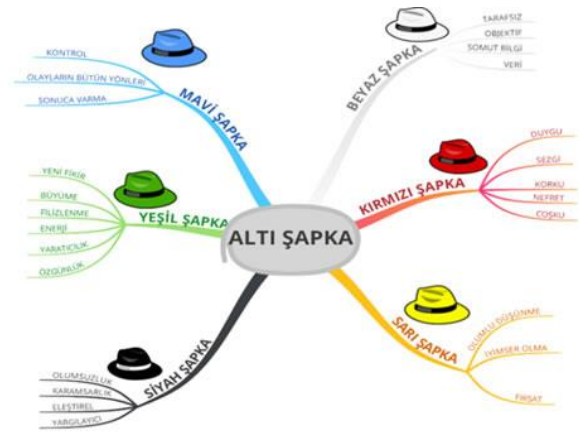 ALTI ŞAPKA
BEYAZ ŞAPKA
TARAFSIZ
OBJEKTİF
SOMUT BİLGİ
VERİ
KIRMIZI ŞAPKA
DUYGU
SEZGİ
KORKU
NEFRET
COŞKU
SARI ŞAPKA
OLUMLU DÜŞÜNME
İYİMSER OLMA
FIRSAT
SİYAH ŞAPKA
OLUMSUZLUK
KARAMSARLIK
ELEŞTİREL
YARGILAYICI
YEŞİL ŞAPKA
YENİ FİKİR
BÜYÜME
FİLİZLENME
ENERJİ
YARATICILIK
ÖZGÜNLÜK
MAVİ ŞAPKA
KONTROL
OLAYLARIN BÜTÜN YÖNLERİ
SONUCA VARMA